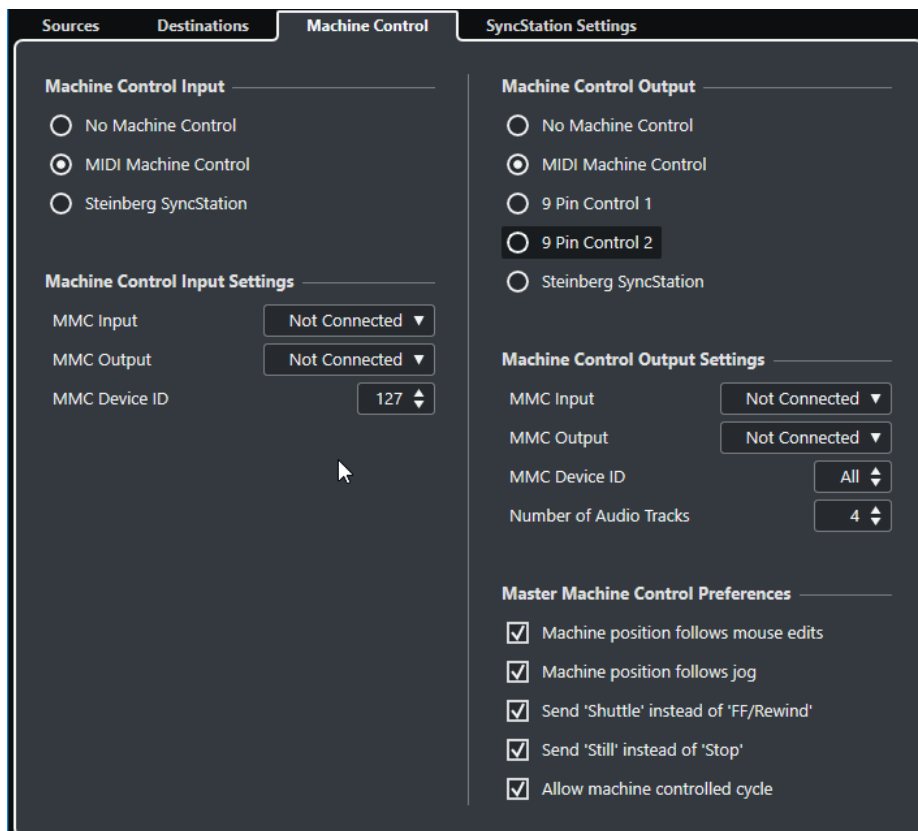 Sources Destinations Machine Control SyncStation Settings
Machine Control Input
No Machine Control
MIDI Machine Control
Steinberg SyncStation
Machine Control Input Settings
MMC Input Not Connected
MMC Output Not Connected
MMC Device ID 127
Machine Control Output
No Machine Control
MIDI Machine Control
9 Pin Control 1
9 Pin Control 2
Steinberg SyncStation
Machine Control Output Settings
MMC Input Not Connected
MMC Output Not Connected
MMC Device ID All
Number of Audio Tracks 4
Master Machine Control Preferences
Machine position follows mouse edits
Machine position follows jog
Send 'Shuttle' instead of 'FF/Rewind'
Send 'Still' instead of 'Stop'
Allow machine controlled cycle